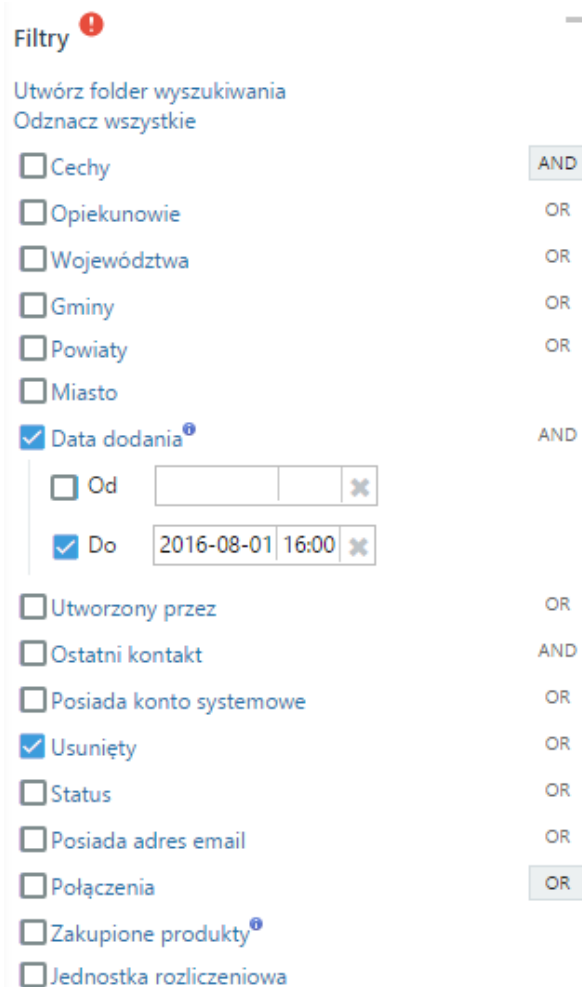 Filtry
Utwórz folder wyszukiwania
Odznacz wszystkie
Cechy AND
Opiekunowie OR
Województwa OR
Gminy OR
Powiaty OR
Miasto
Data dodania AND
Od
Do 2016-08-01 16:00
Utworzony przez OR
Ostatni kontakt AND
Posiada konto systemowe OR
Usunięty OR
Status OR
Posiada adres email OR
Połączenia OR
Zakupione produkty
Jednostka rozliczeniowa